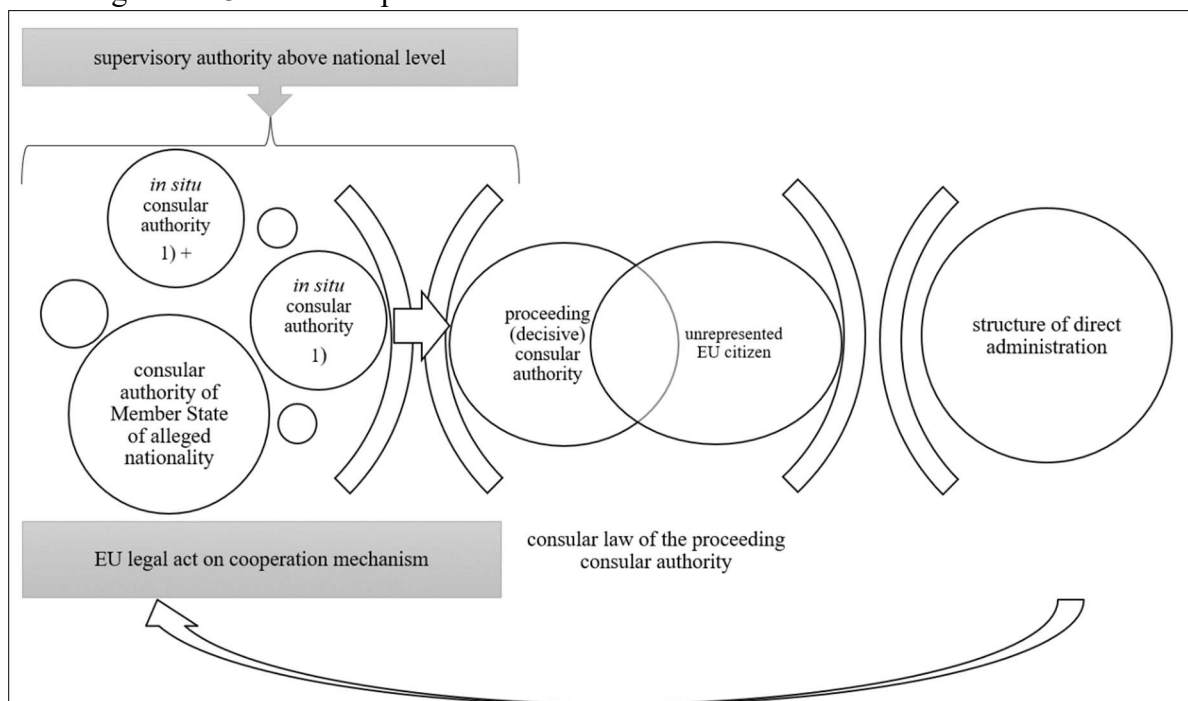 supervisory authority above national level
in situ
consular
authority
1) +
in situ
consular
authority
1)
consular
authority of
Member State
of alleged
nationality
proceeding
(decisive)
consular
authority
unrepresented
EU citizen
structure of direct
administration
EU legal act on cooperation mechanism
consular law of the proceeding
consular authority